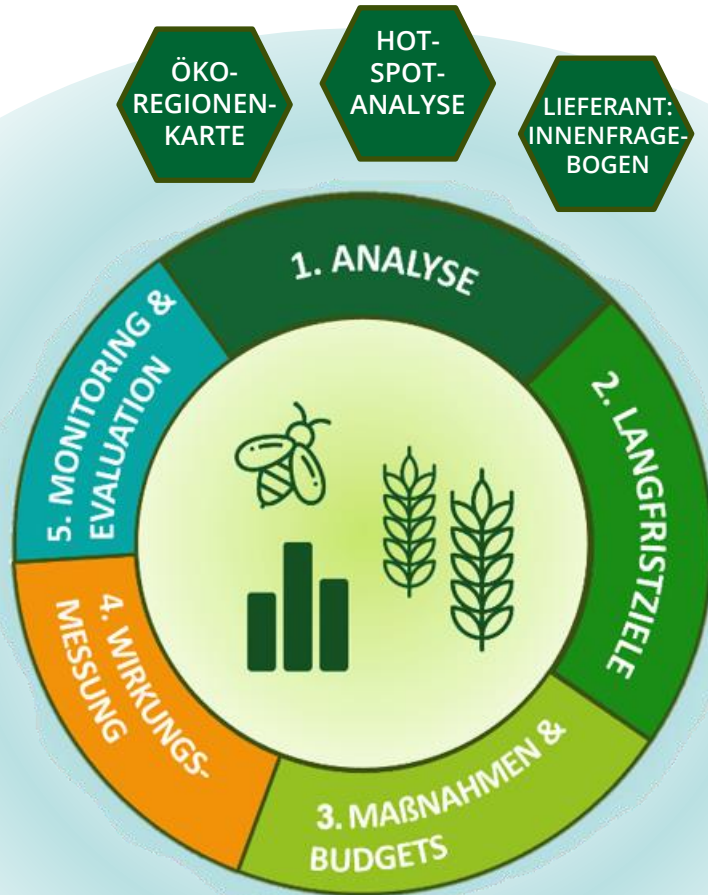 ÖKO-
REGIONEN-
KARTE
HOT-
SPOT-
ANALYSE
LIEFERANT:
INNENFRAGE-
BOGEN
1. ANALYSE
2. LANGFRISTZIELE
3. MAßNAHMEN &
BUDGETS
4. WIRKUNGS-
MESSUNG
5. MONITORING &
EVALUATION